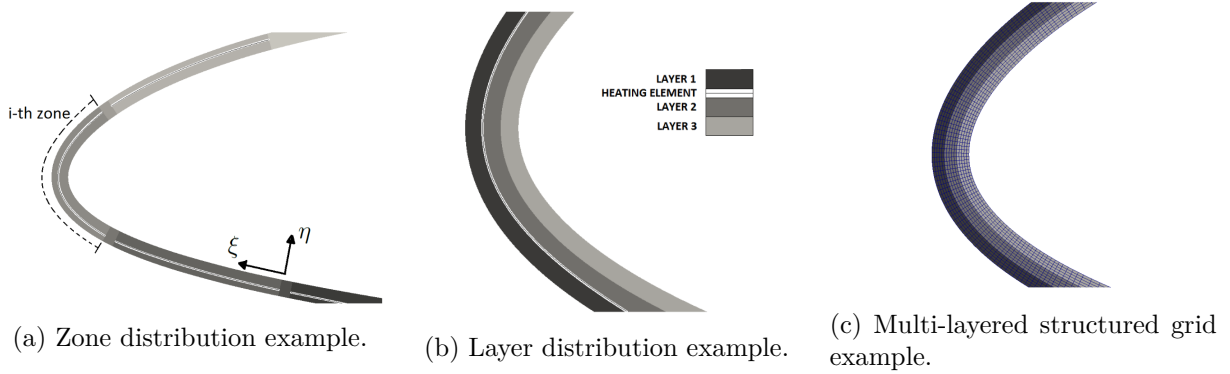 i-th zone
ξ
η
LAYER 1
HEATING ELEMENT
LAYER 2
LAYER 3
(a) Zone distribution example.
(b) Layer distribution example.
(c) Multi-layered structured grid
example.